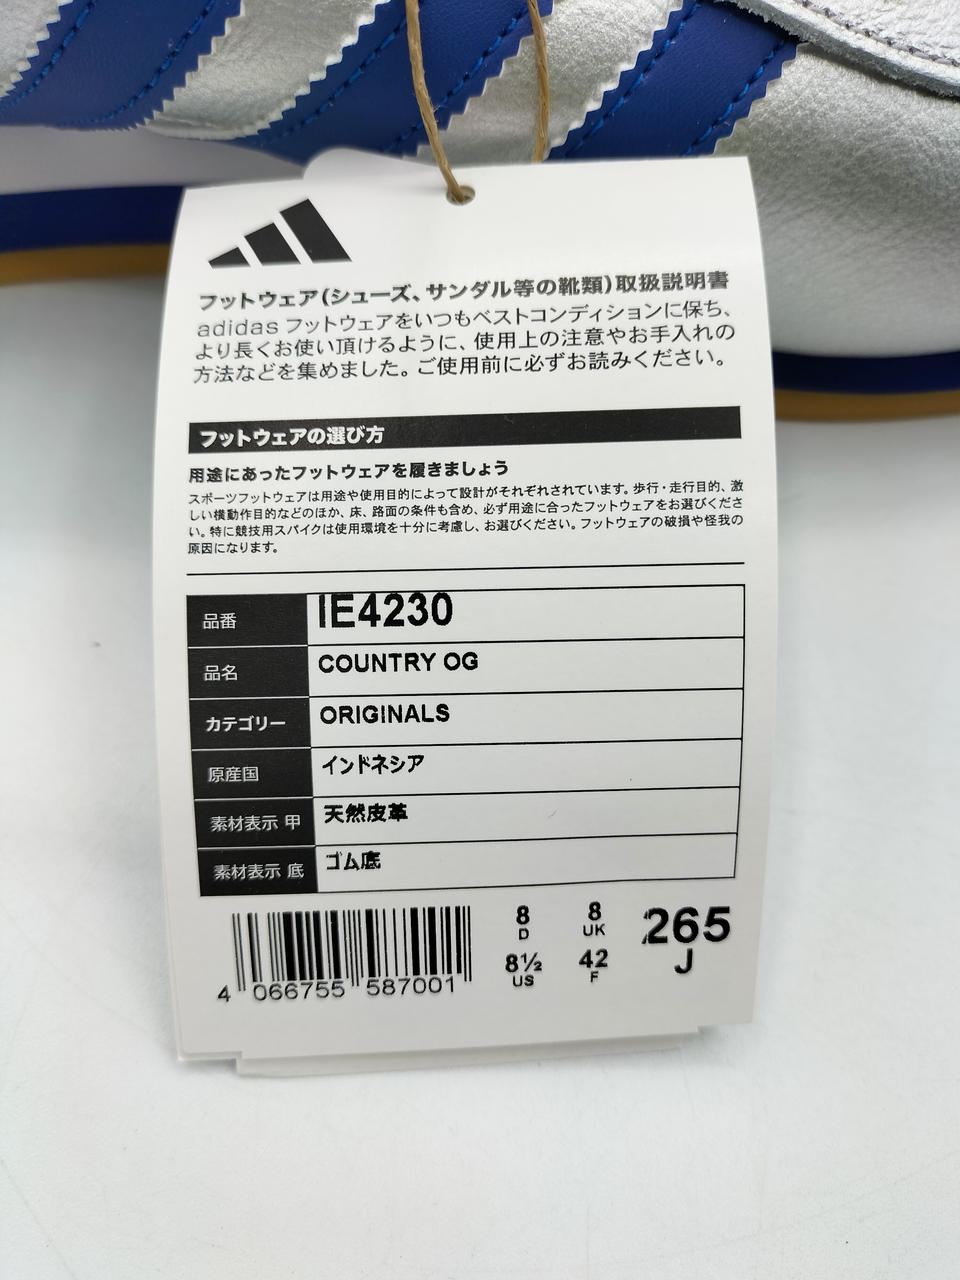 フットウェア(シューズ、サンダル等の靴類)取扱説明書
adidas フットウェアをいつもベストコンディションに保ち、
より長くお使い頂けるように、使用上の注意やお手入れの
方法などを集めました。ご使用前に必ずお読みください。
フットウェアの選び方
用途にあったフットウェアを履きましょう
スポーツフットウェアは用途や使用目的によって設計がそれぞれされています。歩行・走行目的、激
しい横動作目的などのほか、床、路面の条件も含め、必ず用途に合ったフットウェアをお選びくださ
い。特に競技用スパイクは使用環境を十分に考慮し、お選びください。フットウェアの破損や怪我の
原因になります。
品番 IE4230
品名 COUNTRY OG
カテゴリー ORIGINALS
原産国 インドネシア
素材表示 甲 天然皮革
素材表示 底 ゴム底
8 8 265
D UK J
8½ 42
US F
4 066755 587001